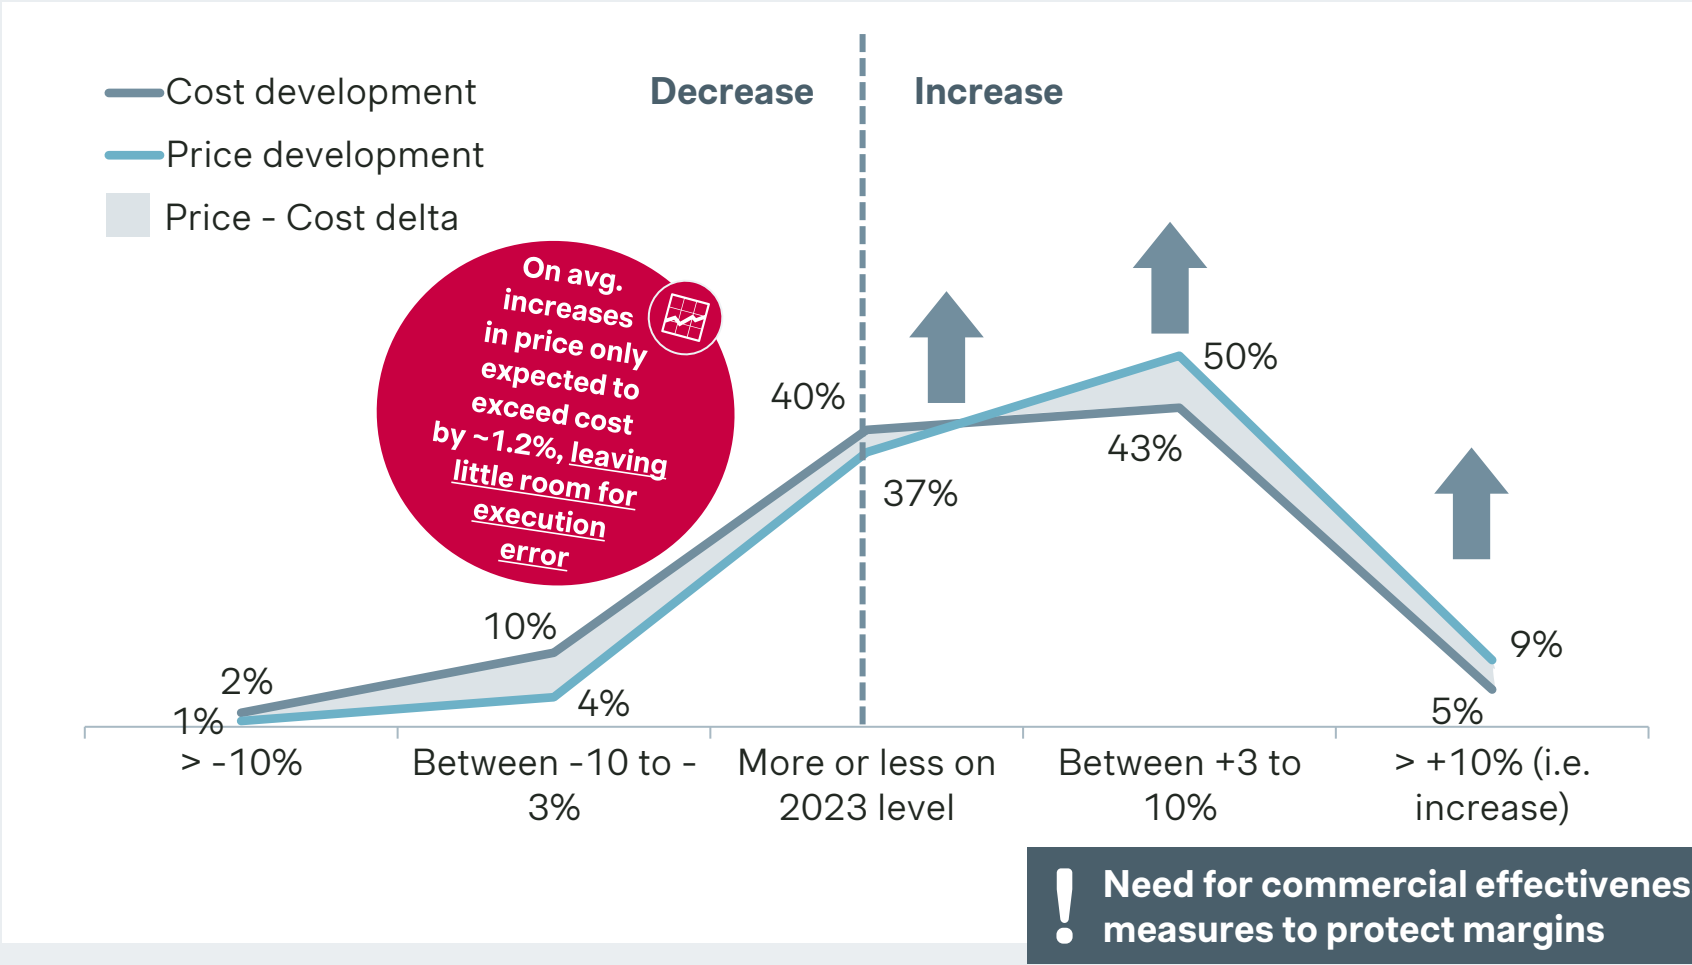 Cost development
Price development
Price - Cost delta
Decrease
Increase
On avg.
increases
in price only
expected to
exceed cost
by ~1.2%, leaving
little room for
execution
error
2%
1%
10%
4%
40%
37%
50%
43%
9%
5%
> -10%
Between -10 to -
3%
More or less on
2023 level
Between +3 to
10%
> +10% (i.e.
increase)
! Need for commercial effectivenes
measures to protect margins